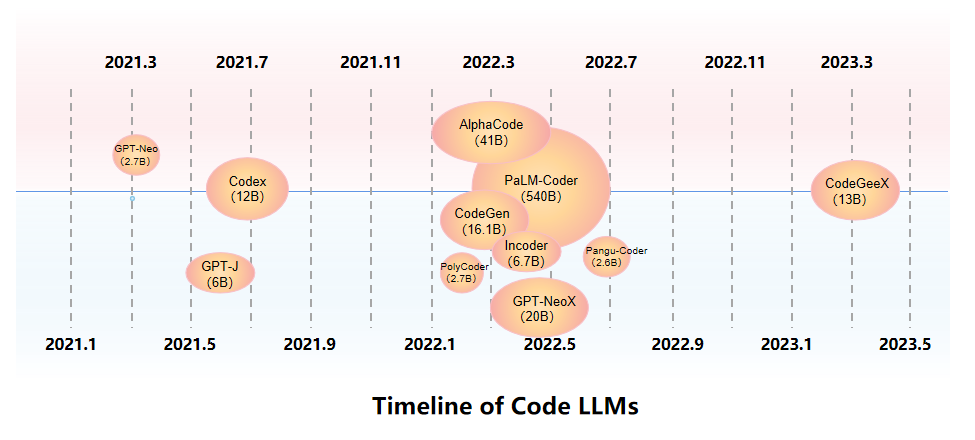 2021.3
2021.7
2021.11
2022.3
2022.7
2022.11
2023.3
AlphaCode
(41B)
GPT-Neo
(2.7B)
Codex
(12B)
PaLM-Coder
(540B)
CodeGeeX
(13B)
CodeGen
(16.1B)
Incoder
(6.7B)
Pangu-Coder
(2.6B)
GPT-J
(6B)
PolyCoder
(2.7B)
GPT-NeoX
(20B)
2021.1
2021.5
2021.9
2022.1
2022.5
2022.9
2023.1
2023.5
Timeline of Code LLMs